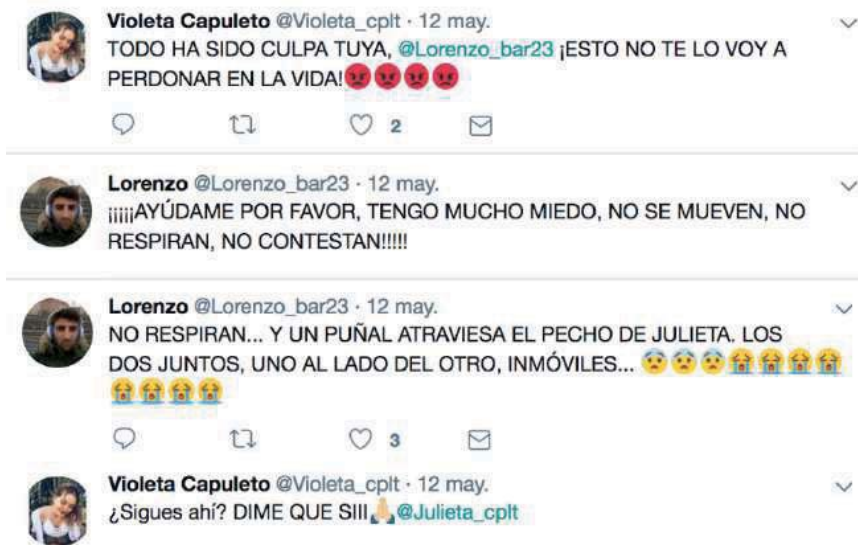 Violeta Capuleto @Violeta_cplt · 12 may.
TODO HA SIDO CULPA TUYA, @Lorenzo_bar23 ¡ESTO NO TE LO VOY A
PERDONAR EN LA VIDA!😡😡😡😡
2
Lorenzo @Lorenzo_bar23 · 12 may.
¡¡¡¡¡AYÚDAME POR FAVOR, TENGO MUCHO MIEDO, NO SE MUEVEN, NO
RESPIRAN, NO CONTESTAN!!!!!
Lorenzo @Lorenzo_bar23 · 12 may.
NO RESPIRAN... Y UN PUÑAL ATRAVIESA EL PECHO DE JULIETA. LOS
DOS JUNTOS, UNO AL LADO DEL OTRO, INMÓVILES... 😨😨😨😭😭😭😭
😭😭😭😭
3
Violeta Capuleto @Violeta_cplt · 12 may.
¿Sigues ahí? DIME QUE SIII🙏🏻@Julieta_cplt